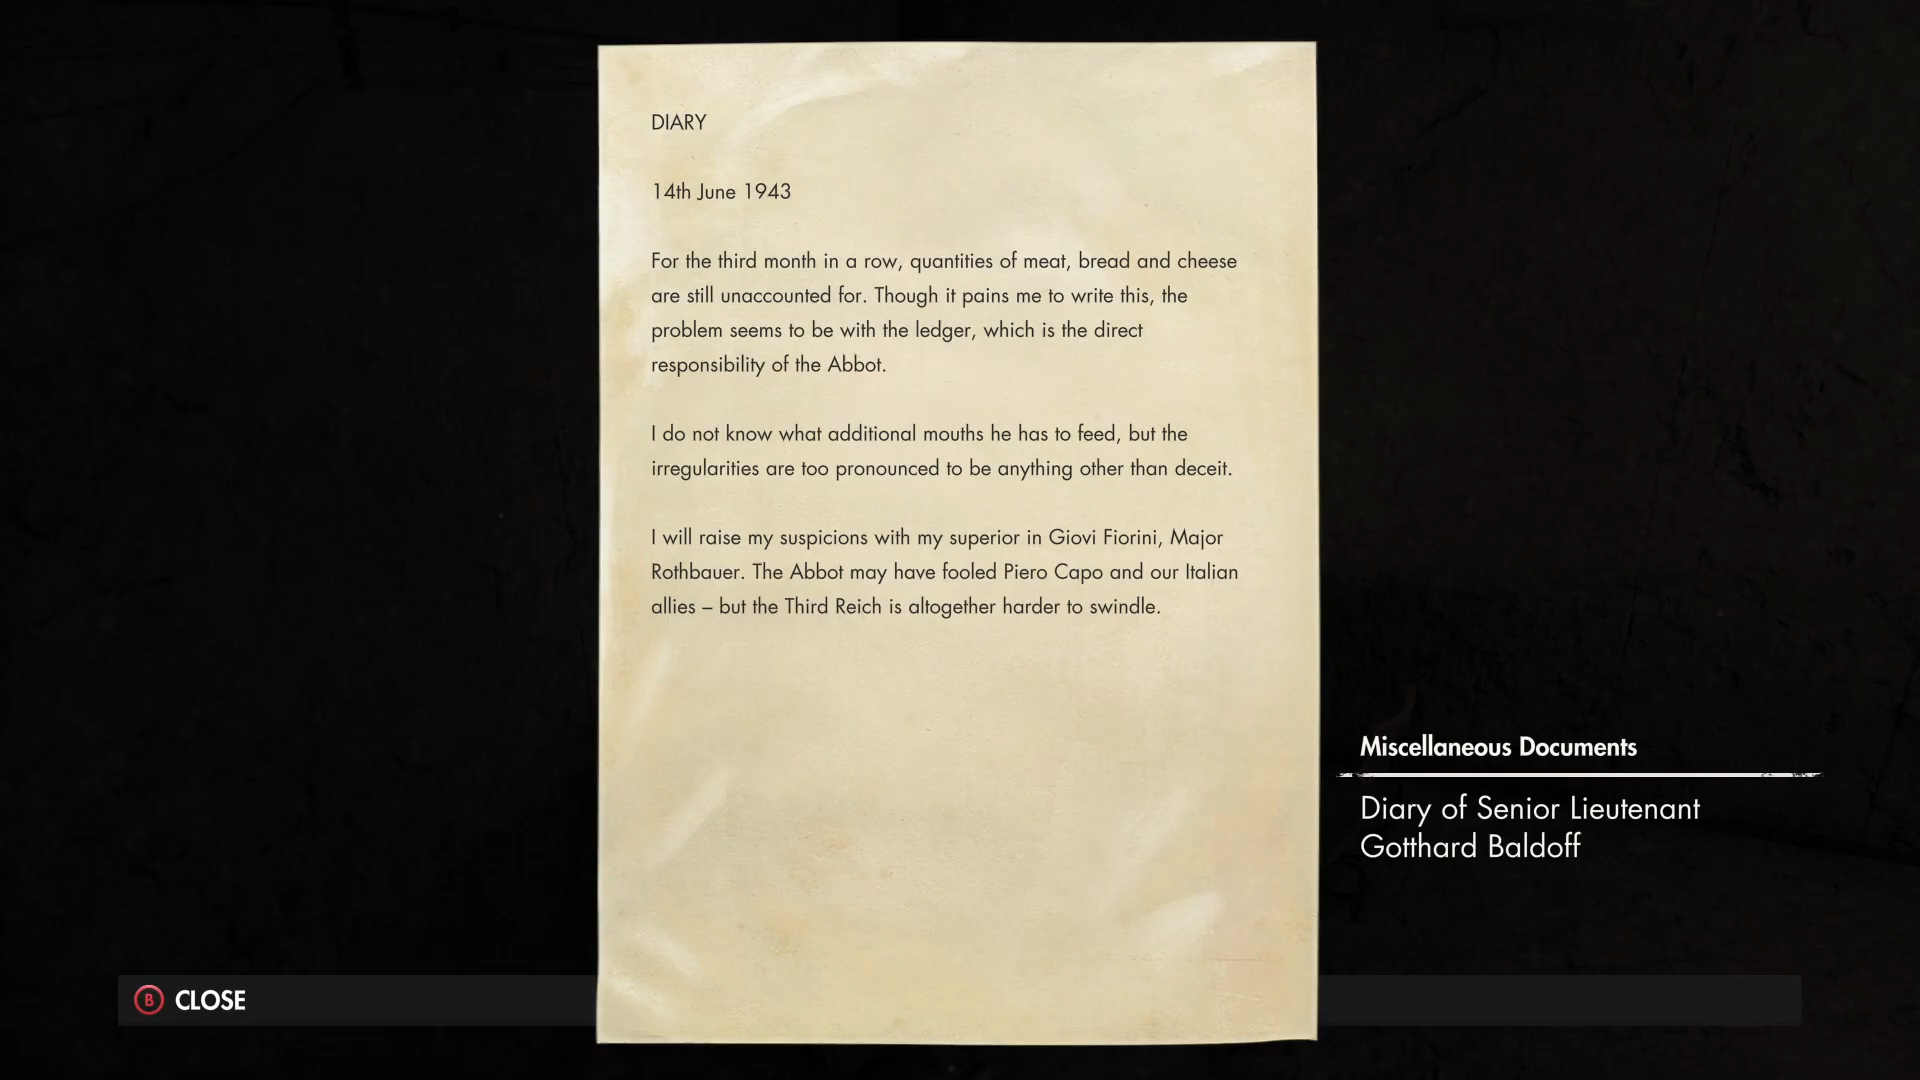 DIARY
14th June 1943
For the third month in a row, quantities of meat, bread and cheese
are still unaccounted for. Though it pains me to write this, the
problem seems to be with the ledger, which is the direct
responsibility of the Abbot.
I do not know what additional mouths he has to feed, but the
irregularities are too pronounced to be anything other than deceit.
I will raise my suspicions with my superior in Giovi Fiorini, Major
Rothbauer. The Abbot may have fooled Piero Capo and our Italian
allies – but the Third Reich is altogether harder to swindle.
Miscellaneous Documents
Diary of Senior Lieutenant
Gotthard Baldoff
B CLOSE